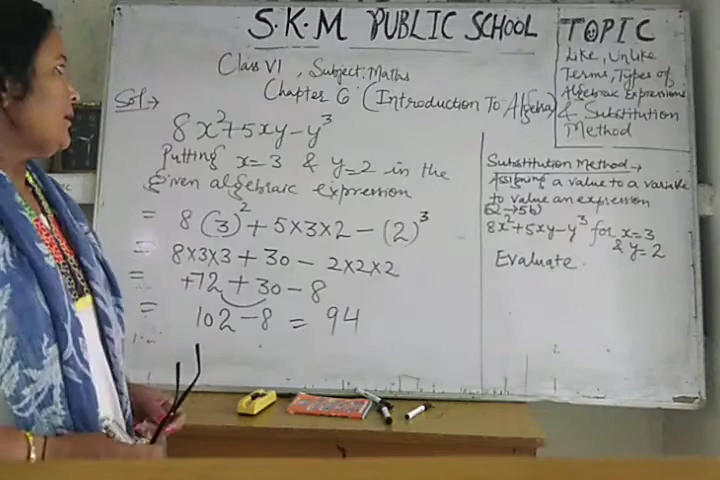 S.K.M PUBLIC SCHOOL
Class VI, Subject: Maths
Chapter 6 (Introduction To Algebra)
TOPIC
Like, Unlike
Terms, Types of
Algebraic Expressions
& Substitution
Method
Sol →
8x²+5xy-y³
Putting x=3 & y=2 in the
given algebraic expression
= 8(3)² + 5×3×2 - (2)³
= 8×3×3 + 30 - 2×2×2
= +72 + 30 - 8
= 102 - 8 = 94
Substitution Method →
Assigning a value to a variable
to value an expression
8x²+5xy-y³ for x=3
& y=2
Evaluate.